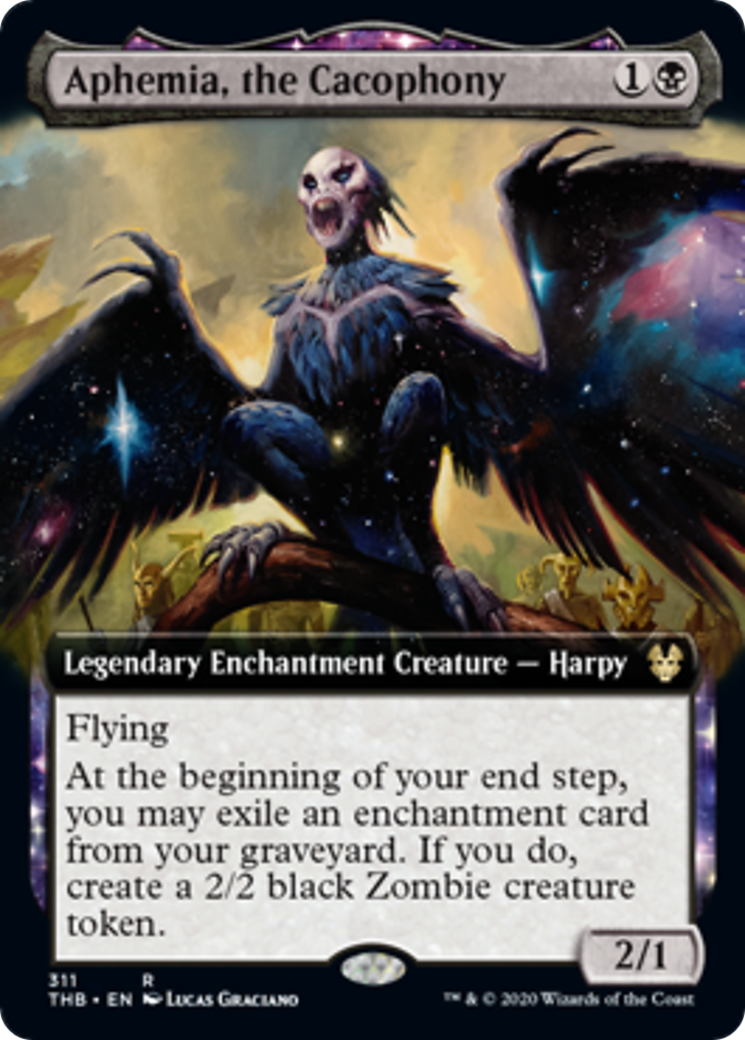 Aphemia, the Cacophony 1
Legendary Enchantment Creature — Harpy
Flying
At the beginning of your end step,
you may exile an enchantment card
from your graveyard. If you do,
create a 2/2 black Zombie creature
token.
2/1
311 R
THB • EN Lucas Graciano
™ & © 2020 Wizards of the Coast